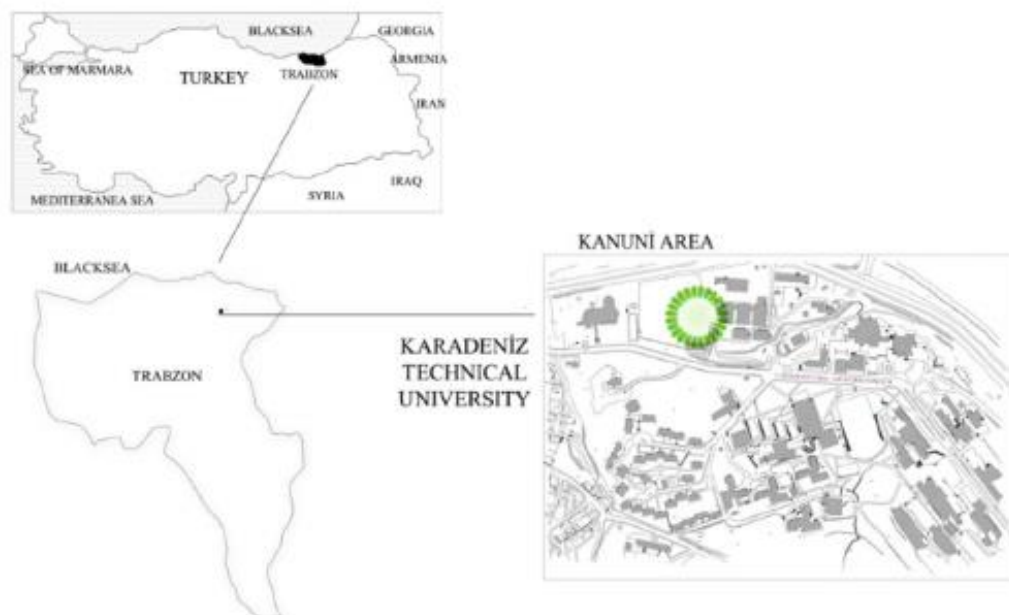 BLACKSEA
GEORGIA
ARMENIA
SEA OF MARMARA
TURKEY
TRABZON
IRAN
IRAQ
SYRIA
MEDITERRANEA SEA
KANUNİ AREA
BLACKSEA
TRABZON
KARADENİZ
TECHNICAL
UNIVERSITY